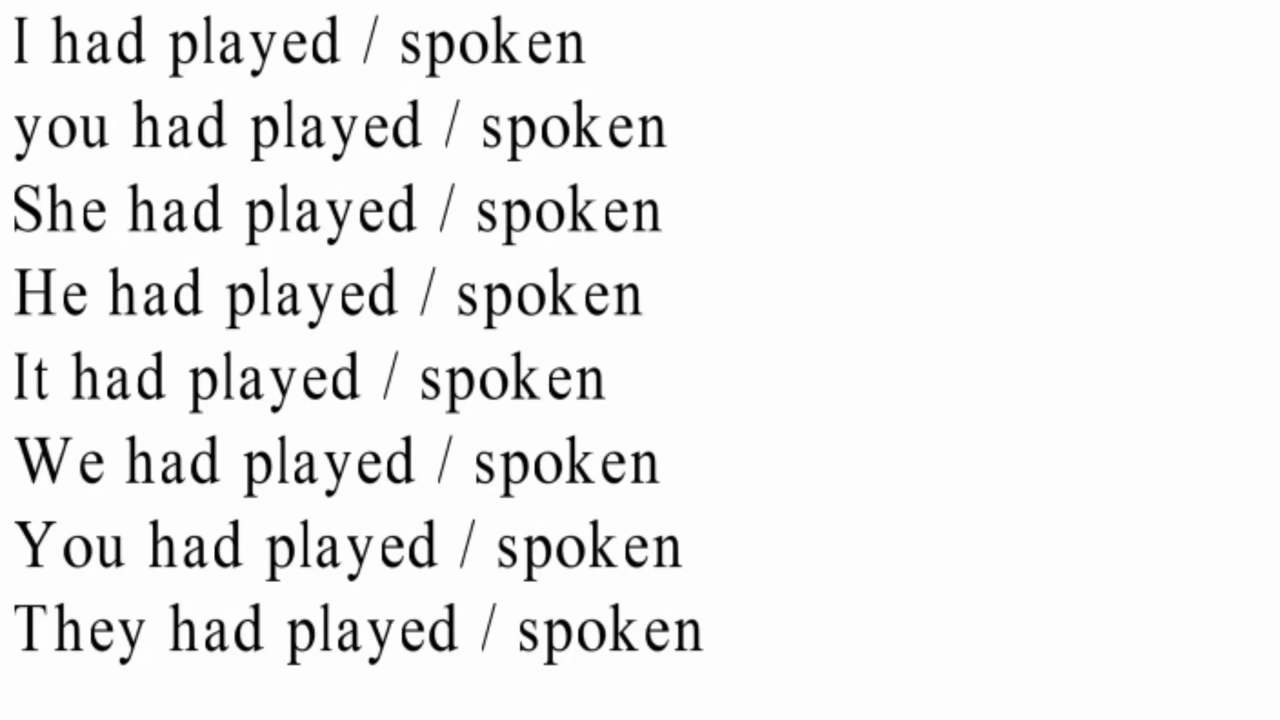 I had played / spoken
you had played / spoken
She had played / spoken
He had played / spoken
It had played / spoken
We had played / spoken
You had played / spoken
They had played / spoken